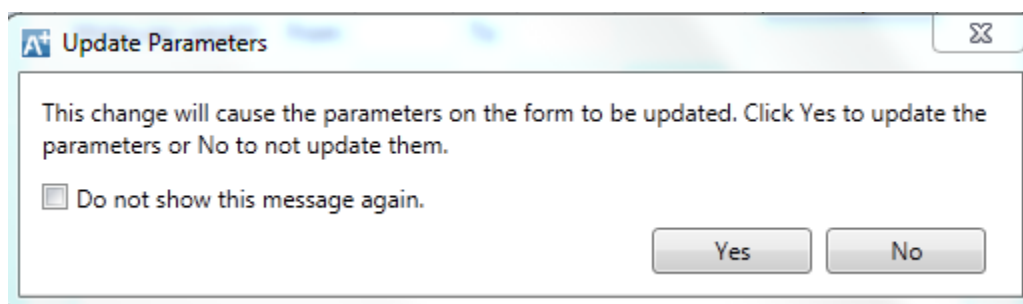 A+ Update Parameters
This change will cause the parameters on the form to be updated. Click Yes to update the
parameters or No to not update them.
Do not show this message again.
Yes No